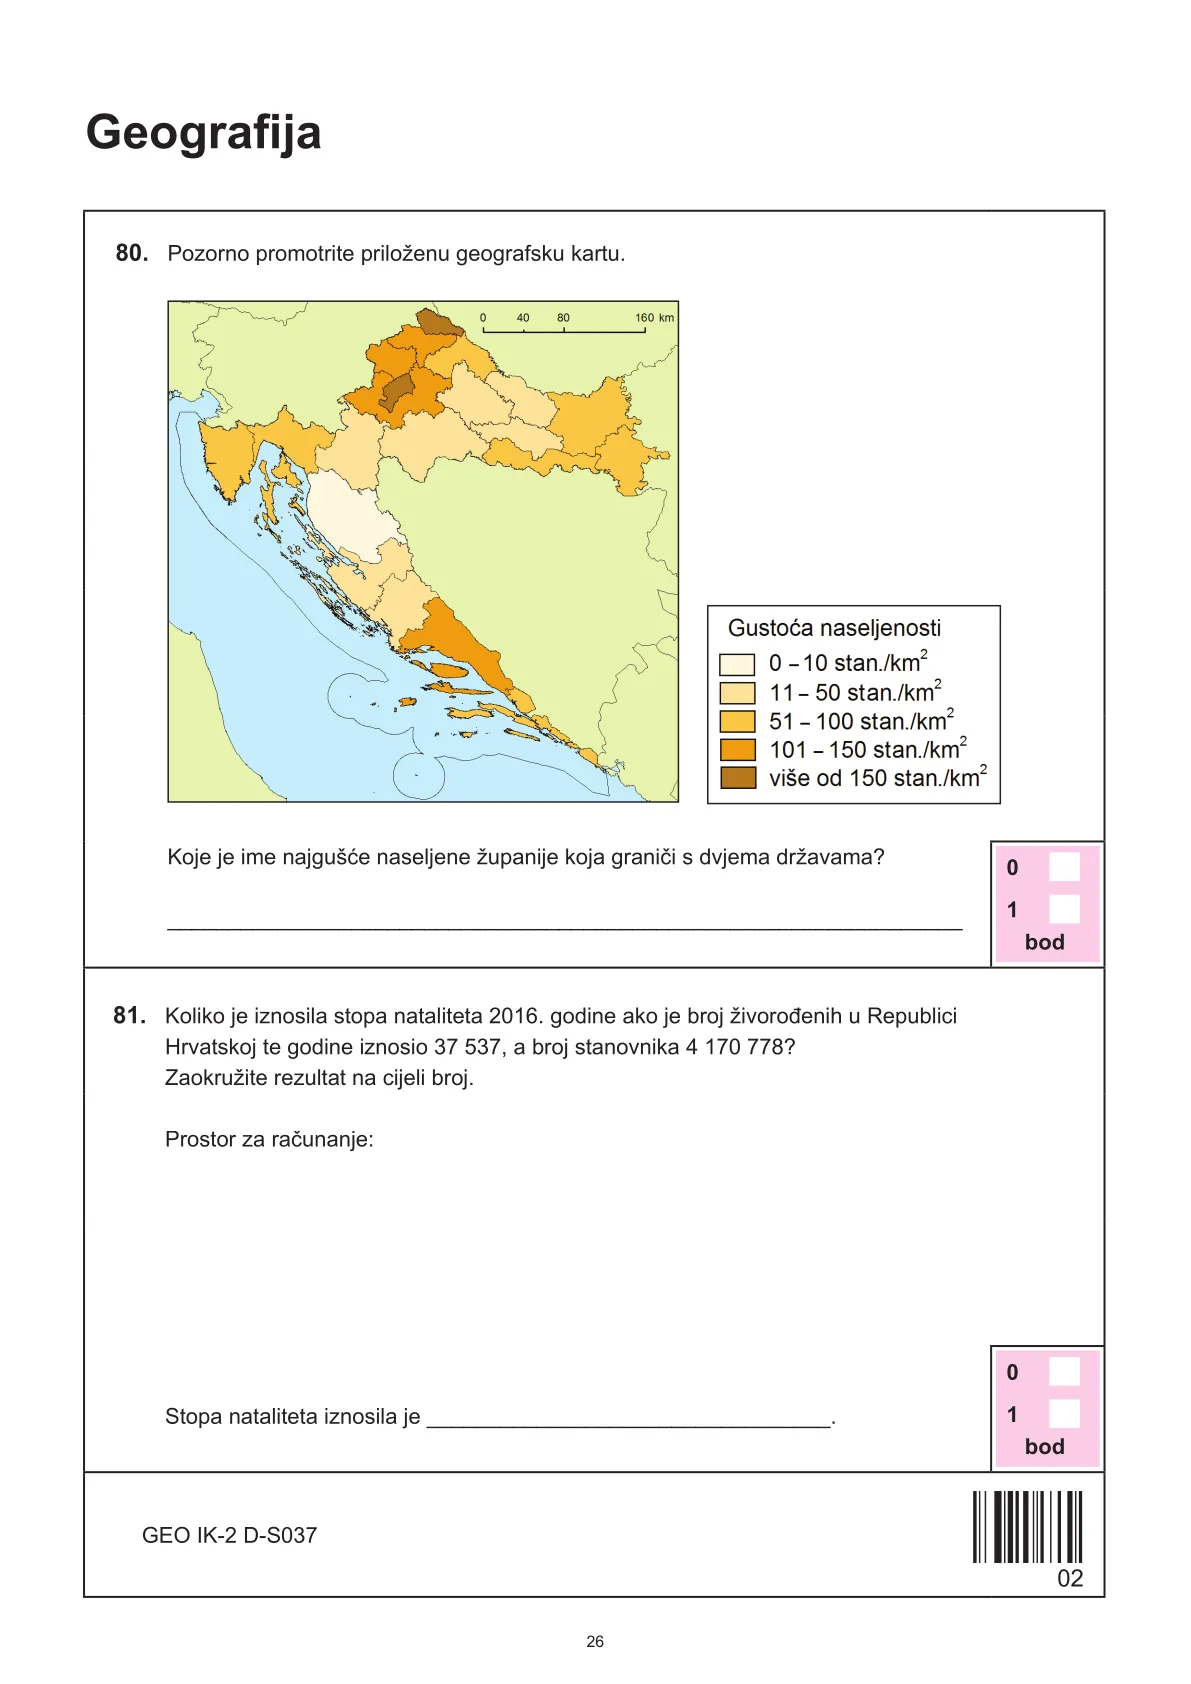 Geografija
80. Pozorno promotrite priloženu geografsku kartu.
0 40 80 160 km
Gustoća naseljenosti
0 – 10 stan./km²
11 – 50 stan./km²
51 – 100 stan./km²
101 – 150 stan./km²
više od 150 stan./km²
Koje je ime najgušće naseljene županije koja graniči s dvjema državama?
0
1
bod
81. Koliko je iznosila stopa nataliteta 2016. godine ako je broj živorođenih u Republici
Hrvatskoj te godine iznosio 37 537, a broj stanovnika 4 170 778?
Zaokružite rezultat na cijeli broj.
Prostor za računanje:
Stopa nataliteta iznosila je _________________________________.
0
1
bod
GEO IK-2 D-S037
02
26